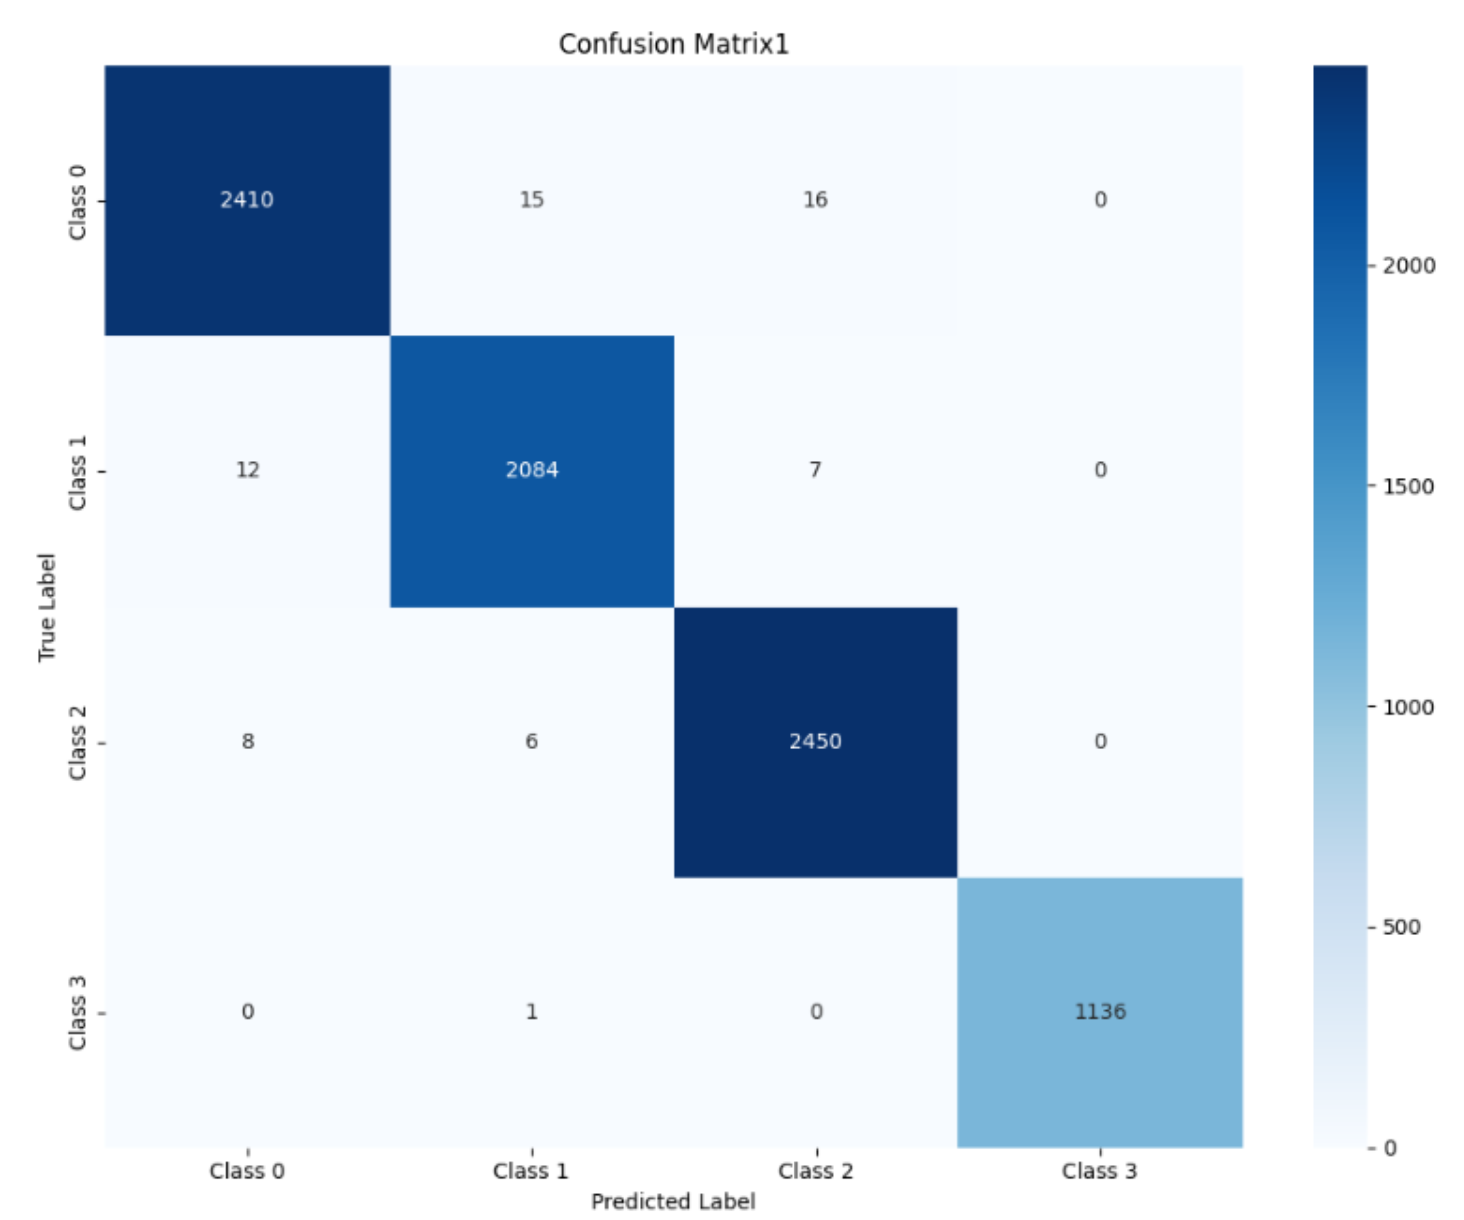 Confusion Matrix1
Class 0
2410 15 16 0
Class 1
12 2084 7 0
Class 2
8 6 2450 0
Class 3
0 1 0 1136
True Label
Class 0 Class 1 Class 2 Class 3
Predicted Label
2000
1500
1000
500
0